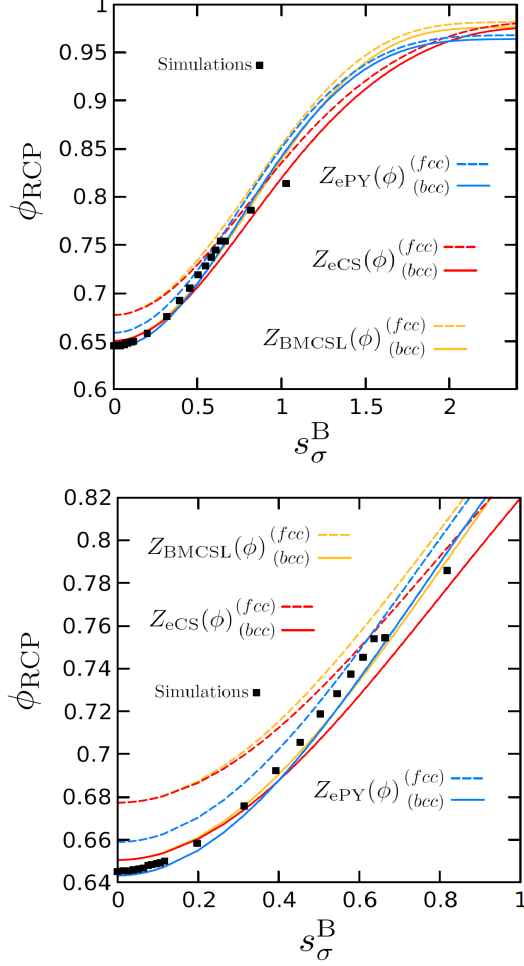 1
0.95
0.9
0.85
0.8
0.75
0.7
0.65
0.6
ϕRCP
Simulations
ZePY(ϕ) (fcc)
(bcc)
ZeCS(ϕ) (fcc)
(bcc)
ZBMCSL(ϕ) (fcc)
(bcc)
0 0.5 1 1.5 2
sσB
0.82
0.8
0.78
0.76
0.74
0.72
0.7
0.68
0.66
0.64
ϕRCP
ZBMCSL(ϕ) (fcc)
(bcc)
ZeCS(ϕ) (fcc)
(bcc)
Simulations
ZePY(ϕ) (fcc)
(bcc)
0 0.2 0.4 0.6 0.8 1
sσB